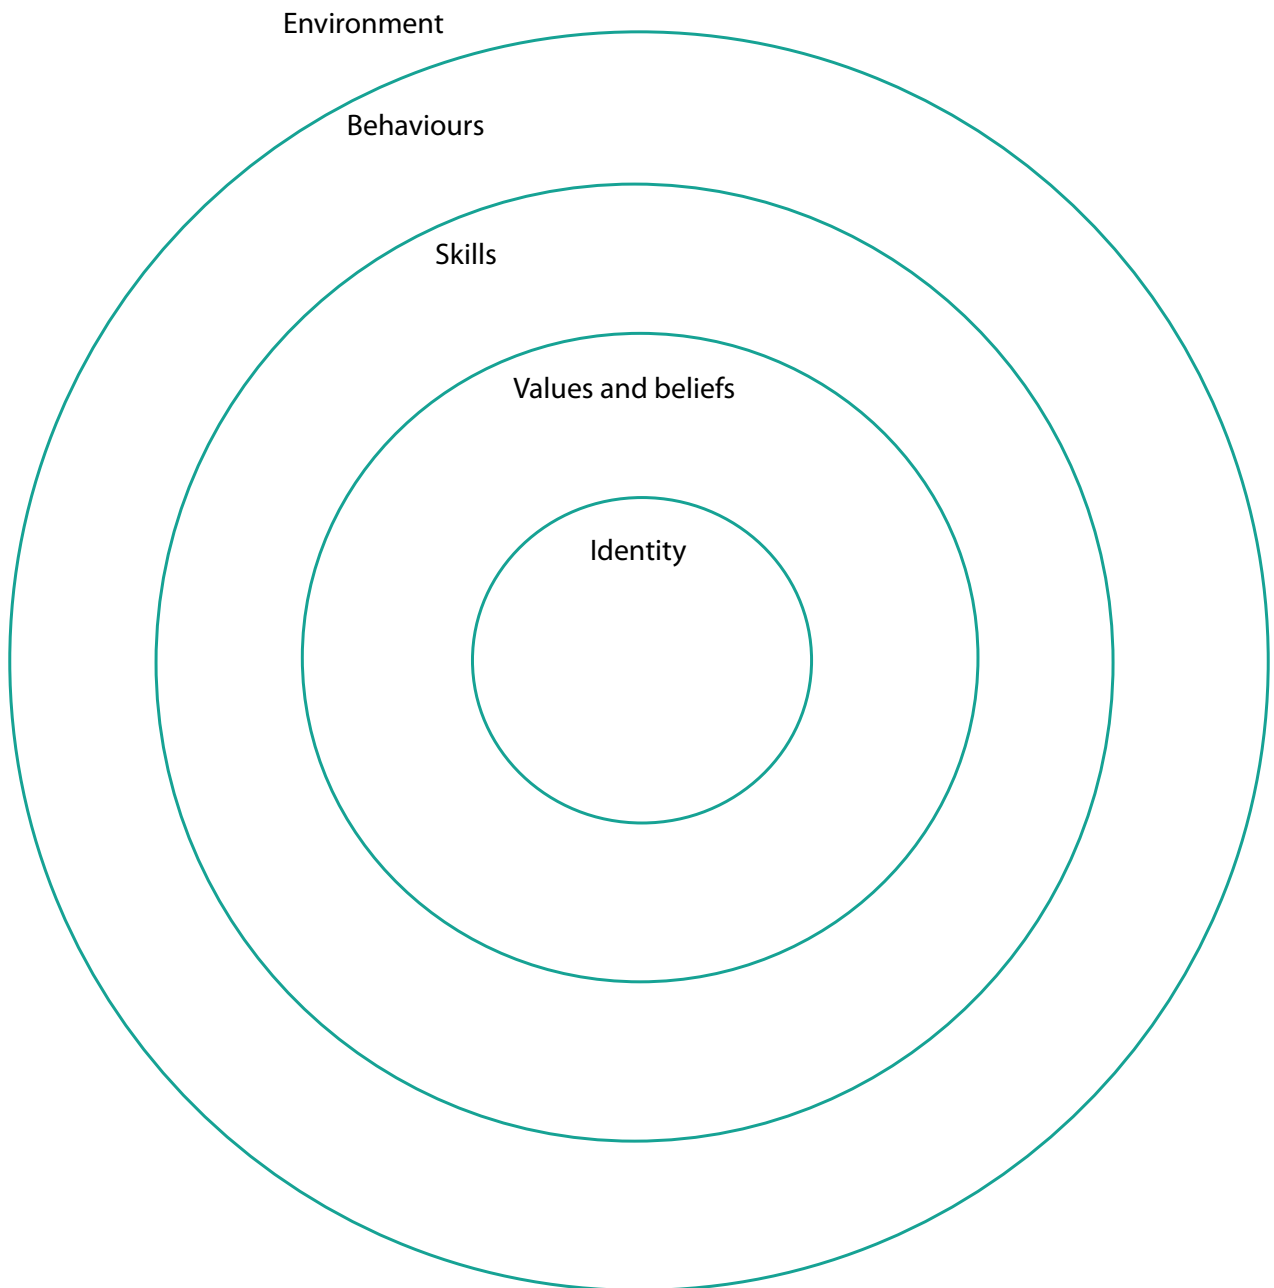 Environment
Behaviours
Skills
Values and beliefs
Identity